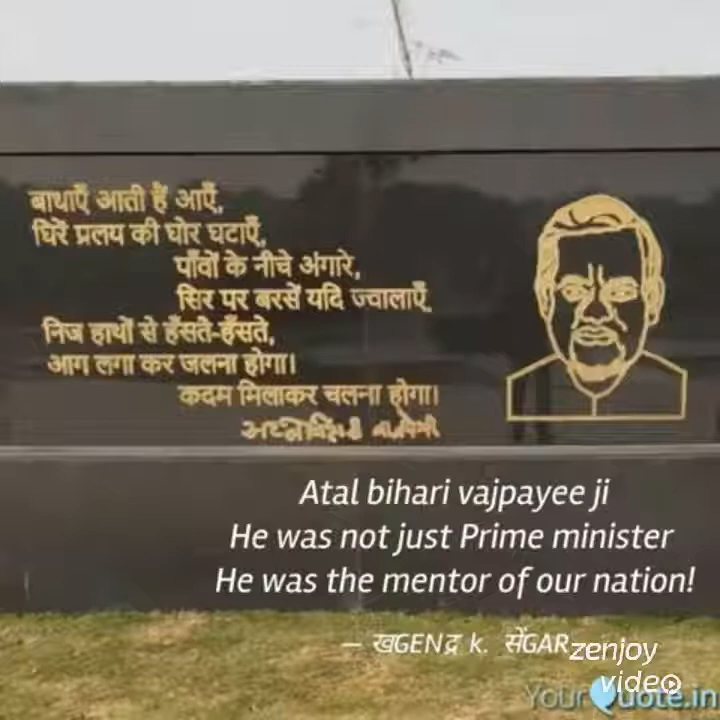 बाधाएँ आती हैं आएँ,
घिरें प्रलय की घोर घटाएँ,
पाँवों के नीचे अंगारे,
सिर पर बरसें यदि ज्वालाएँ
निज हाथों से हँसते-हँसते,
आग लगा कर जलना होगा।
कदम मिलाकर चलना होगा।
Atal bihari vajpayee ji
He was not just Prime minister
He was the mentor of our nation!
– खGENद्र k. सेंGAR
zenjoy
video
YourQuote.in